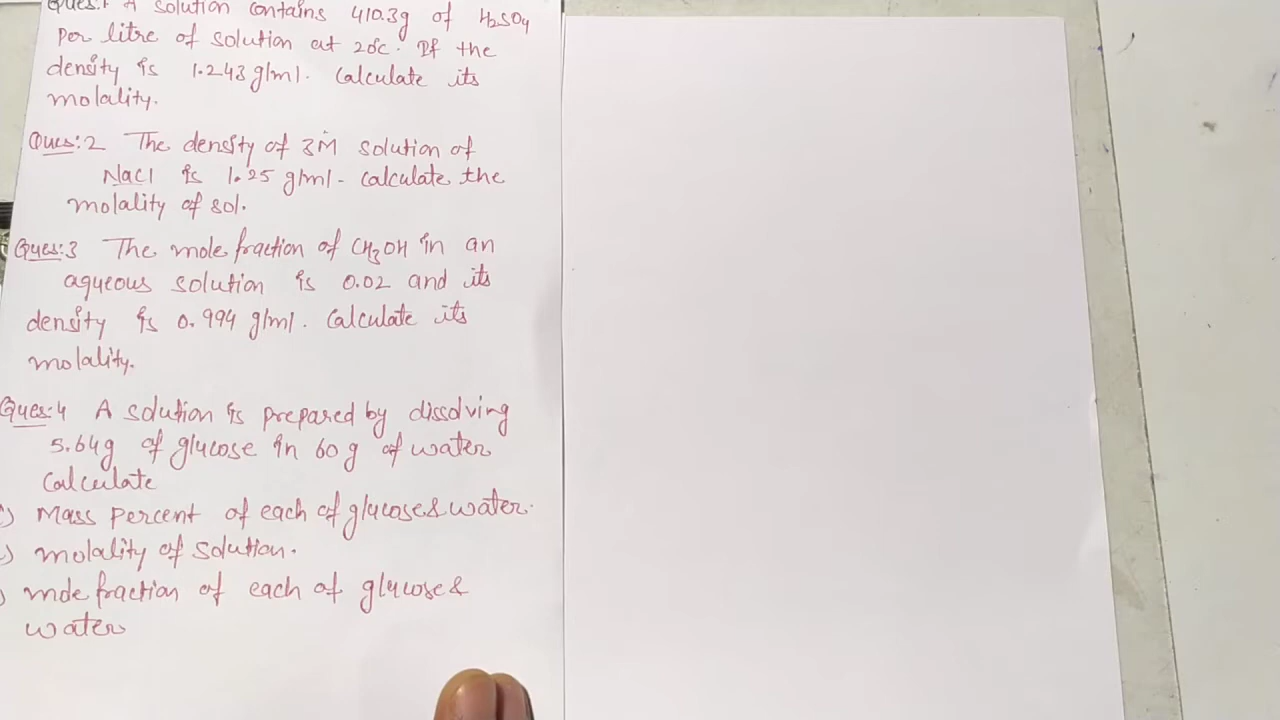 Ques:1 A solution contains 410.3g of H₂SO₄
per litre of solution at 20°c. If the
density is 1.243 g/ml. Calculate its
molality.
Ques:2 The density of 3M solution of
NaCl is 1.25 g/ml - calculate the
molality of sol.
Ques:3 The mole fraction of CH₃OH in an
aqueous solution is 0.02 and its
density is 0.994 g/ml. Calculate its
molality.
Ques:4 A solution is prepared by dissolving
5.64g of glucose in 60 g of water
Calculate
) Mass percent of each of glucose & water.
) molality of solution.
) mole fraction of each of glucose &
water